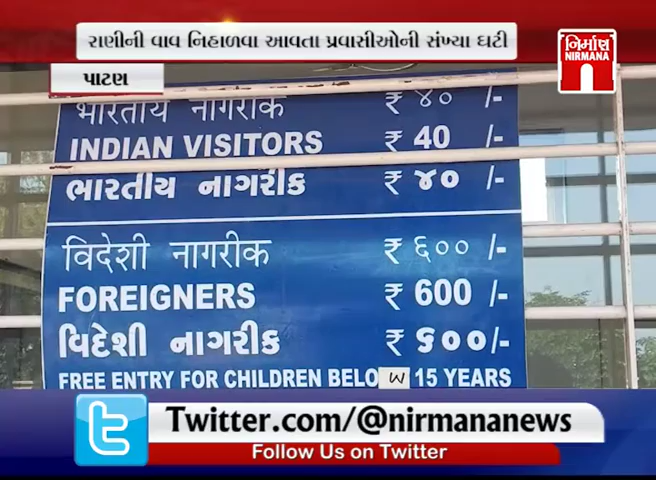 રાણીની વાવ નિહાળવા આવતા પ્રવાસીઓની સંખ્યા ઘટી
નિર્માણ
NIRMANA
પાટણ
भारतीय नागरीक ₹ ४० /-
INDIAN VISITORS ₹ 40 /-
ભારતીય નાગરીક ₹ ૪૦ /-
विदेशी नागरीक ₹ ६०० /-
FOREIGNERS ₹ 600 /-
વિદેશી નાગરીક ₹ ૬૦૦/-
FREE ENTRY FOR CHILDREN BELOW 15 YEARS
Twitter.com/@nirmananews
Follow Us on Twitter